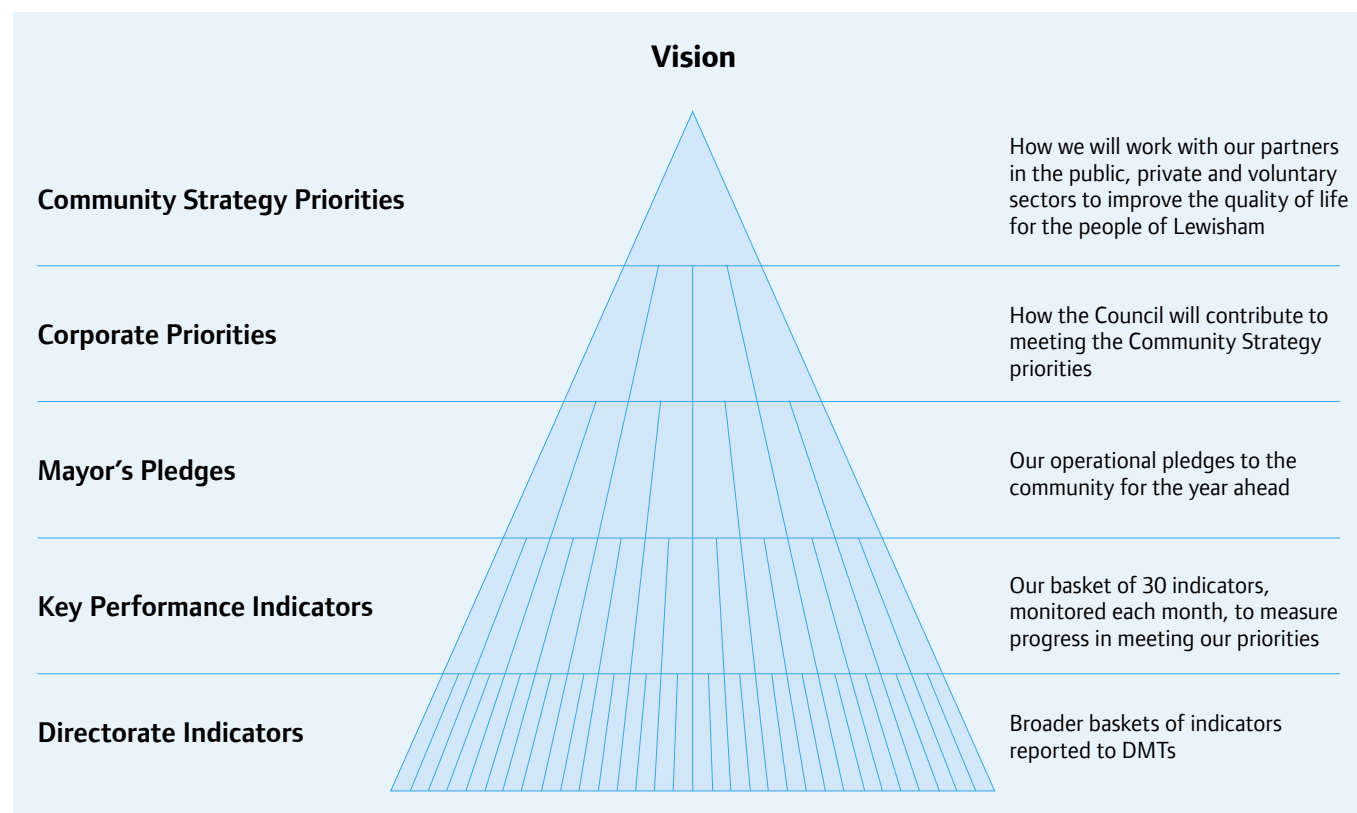 Vision
Community Strategy Priorities
How we will work with our partners
in the public, private and voluntary
sectors to improve the quality of life
for the people of Lewisham
Corporate Priorities
How the Council will contribute to
meeting the Community Strategy
priorities
Mayor’s Pledges
Our operational pledges to the
community for the year ahead
Key Performance Indicators
Our basket of 30 indicators,
monitored each month, to measure
progress in meeting our priorities
Directorate Indicators
Broader baskets of indicators
reported to DMTs